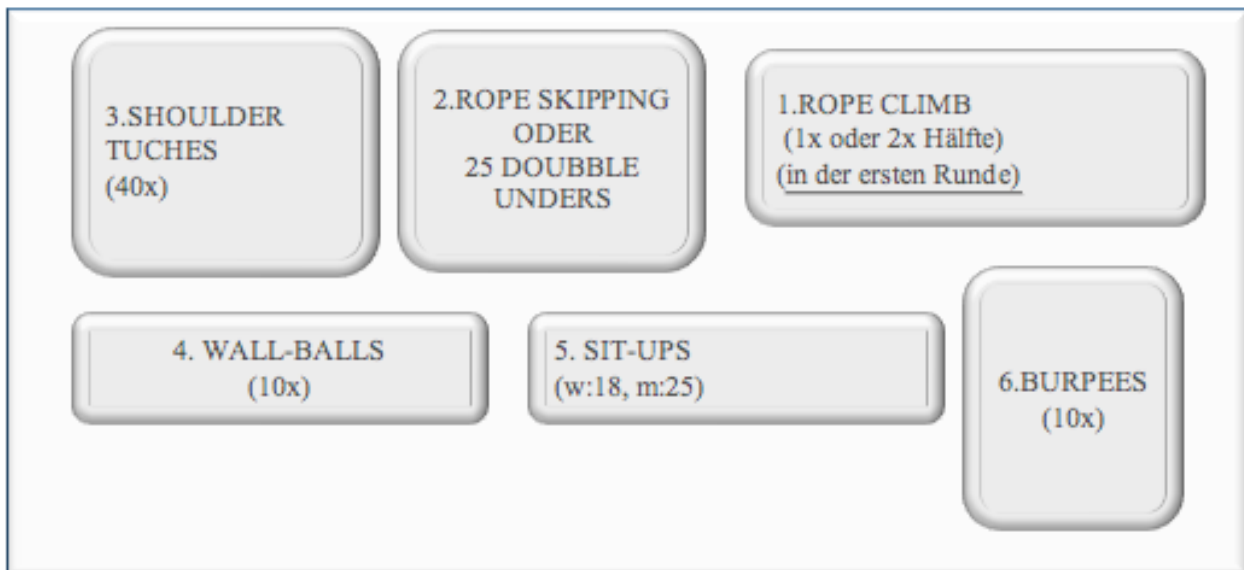 3.SHOULDER
TUCHES
(40x)
2.ROPE SKIPPING
ODER
25 DOUBBLE
UNDERS
1.ROPE CLIMB
(1x oder 2x Hälfte)
(in der ersten Runde)
4. WALL-BALLS
(10x)
5. SIT-UPS
(w:18, m:25)
6.BURPEES
(10x)